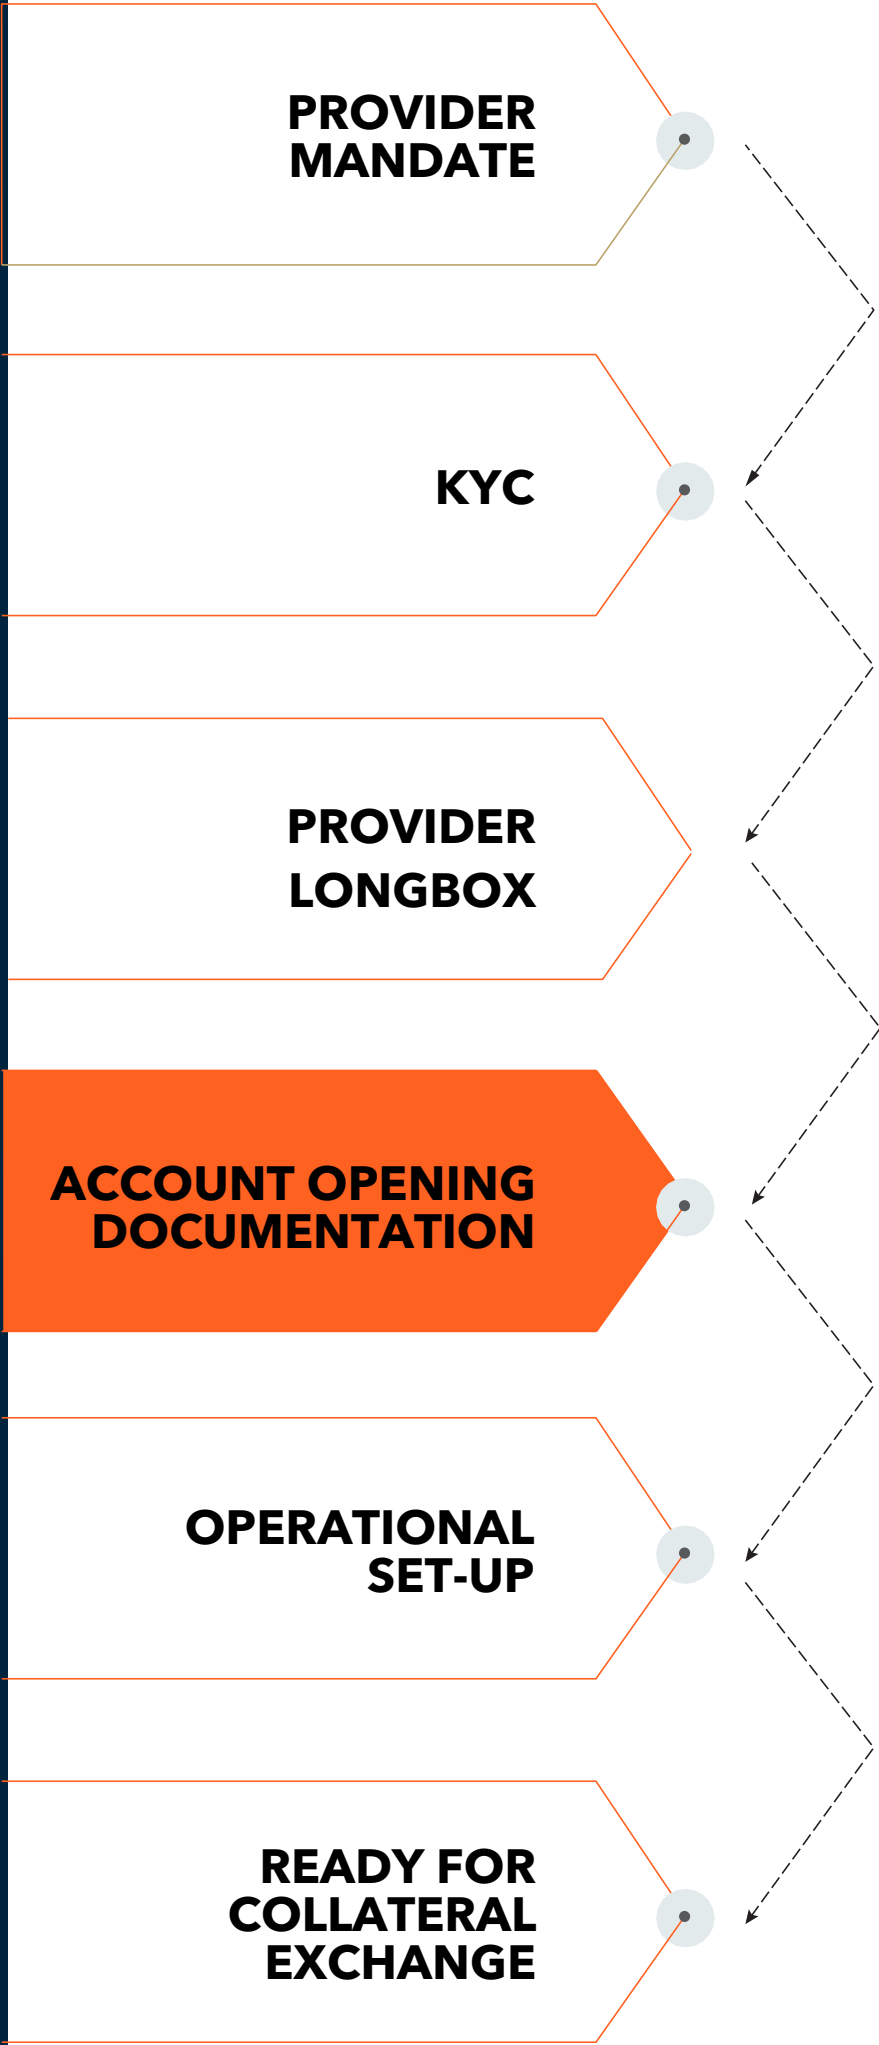 PROVIDER
MANDATE
KYC
PROVIDER
LONGBOX
ACCOUNT OPENING
DOCUMENTATION
OPERATIONAL
SET-UP
READY FOR
COLLATERAL
EXCHANGE